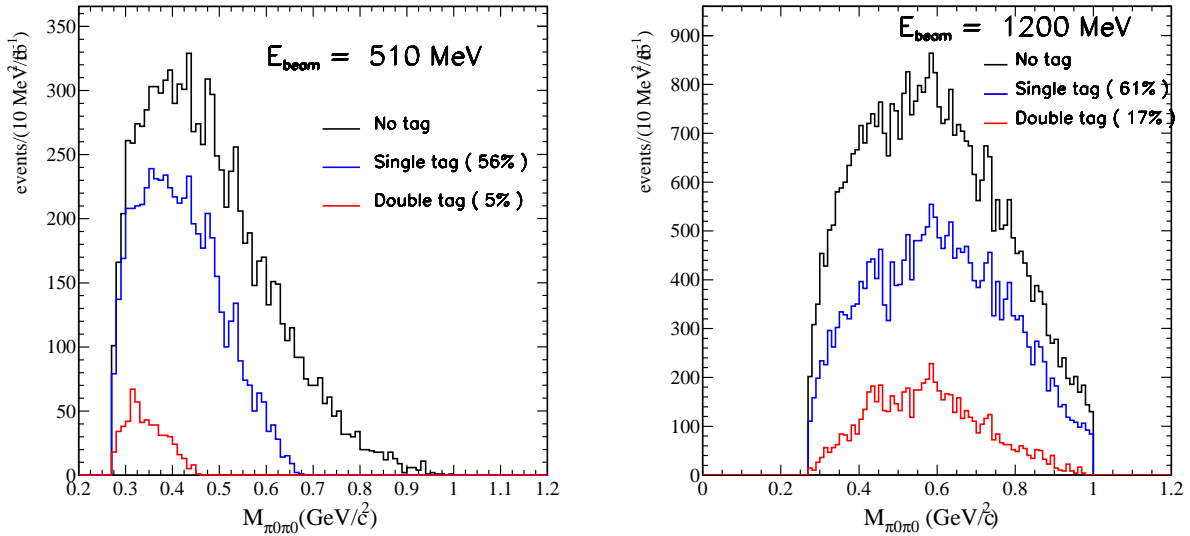 E_beam = 510 MeV
No tag
Single tag ( 56% )
Double tag ( 5% )
events/(10 MeV²/fb⁻¹)
350
300
250
200
150
100
50
0
0.2 0.3 0.4 0.5 0.6 0.7 0.8 0.9 1 1.1 1.2
M_π0π0 (GeV/c²)
E_beam = 1200 MeV
No tag
Single tag ( 61% )
Double tag ( 17% )
events/(10 MeV²/fb⁻¹)
900
800
700
600
500
400
300
200
100
0
0 0.2 0.4 0.6 0.8 1 1.2
M_π0π0 (GeV/c²)